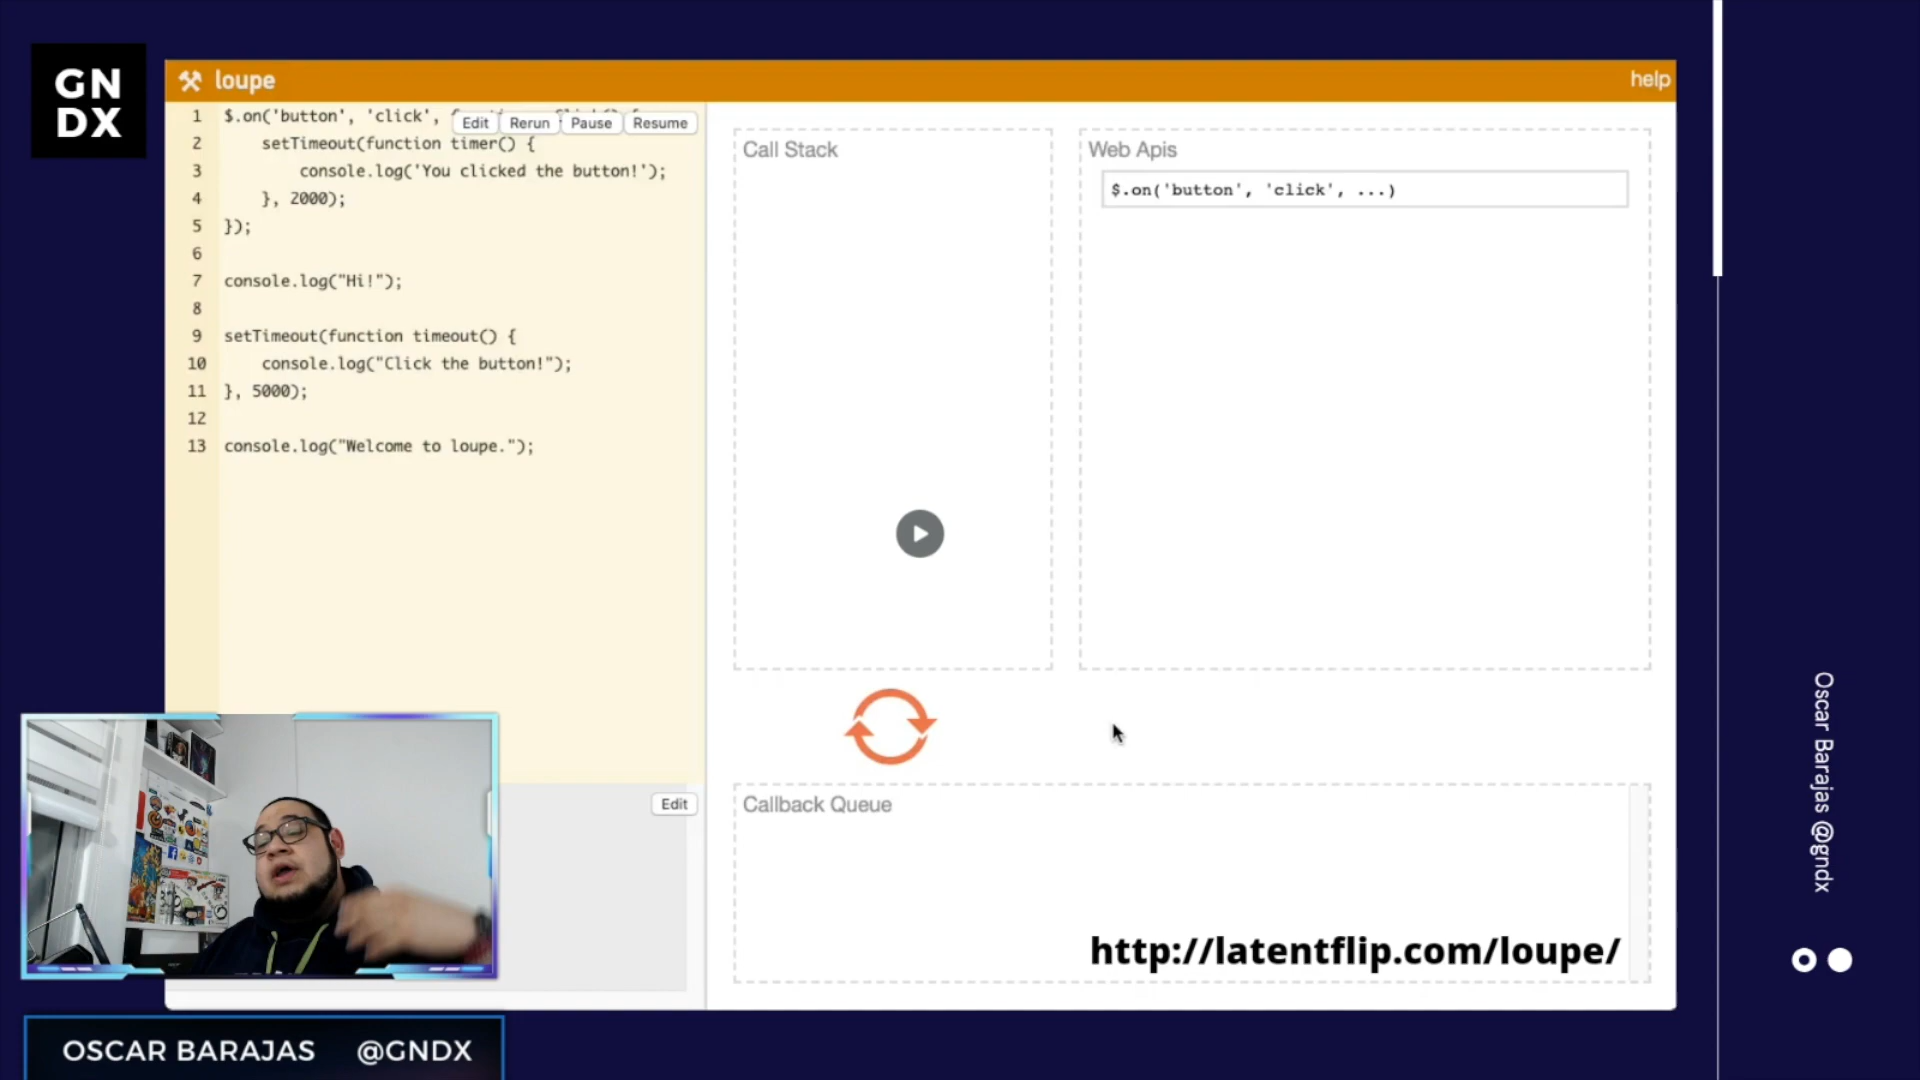 GN
DX
loupe
help
Edit
Rerun
Pause
Resume
1 $.on('button', 'click',
2 setTimeout(function timer() {
3 console.log('You clicked the button!');
4 }, 2000);
5 });
6
7 console.log("Hi!");
8
9 setTimeout(function timeout() {
10 console.log("Click the button!");
11 }, 5000);
12
13 console.log("Welcome to loupe.");
Call Stack
Web Apis
$.on('button', 'click', ...)
Edit
Callback Queue
http://latentflip.com/loupe/
Oscar Barajas @gndx
OSCAR BARAJAS @GNDX